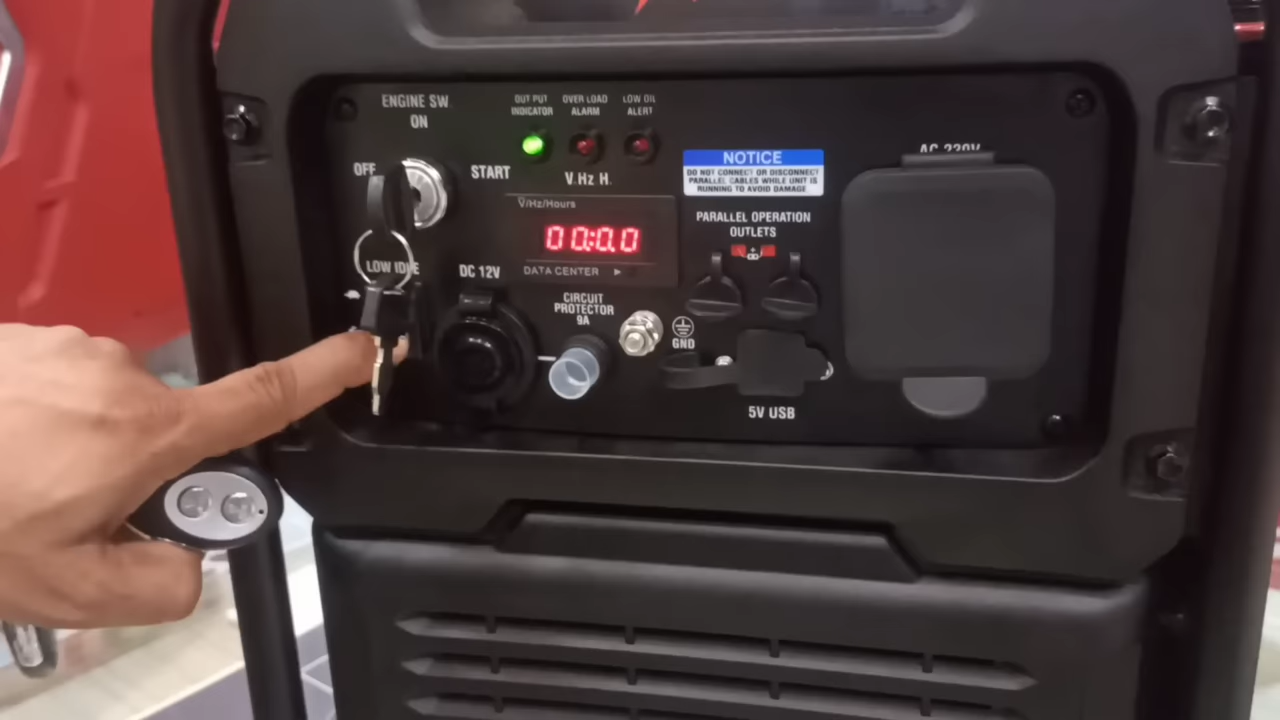 ENGINE SW
ON
OFF
START
OUT PUT
INDICATOR
OVER LOAD
ALARM
LOW OIL
ALERT
V.Hz H.
V/Hz/Hours
00:0.0
DATA CENTER
NOTICE
DO NOT CONNECT OR DISCONNECT
PARALLEL CABLES WHILE UNIT IS
RUNNING TO AVOID DAMAGE
PARALLEL OPERATION
OUTLETS
AC 230V
LOW IDLE
DC 12V
CIRCUIT
PROTECTOR
9A
GND
5V USB